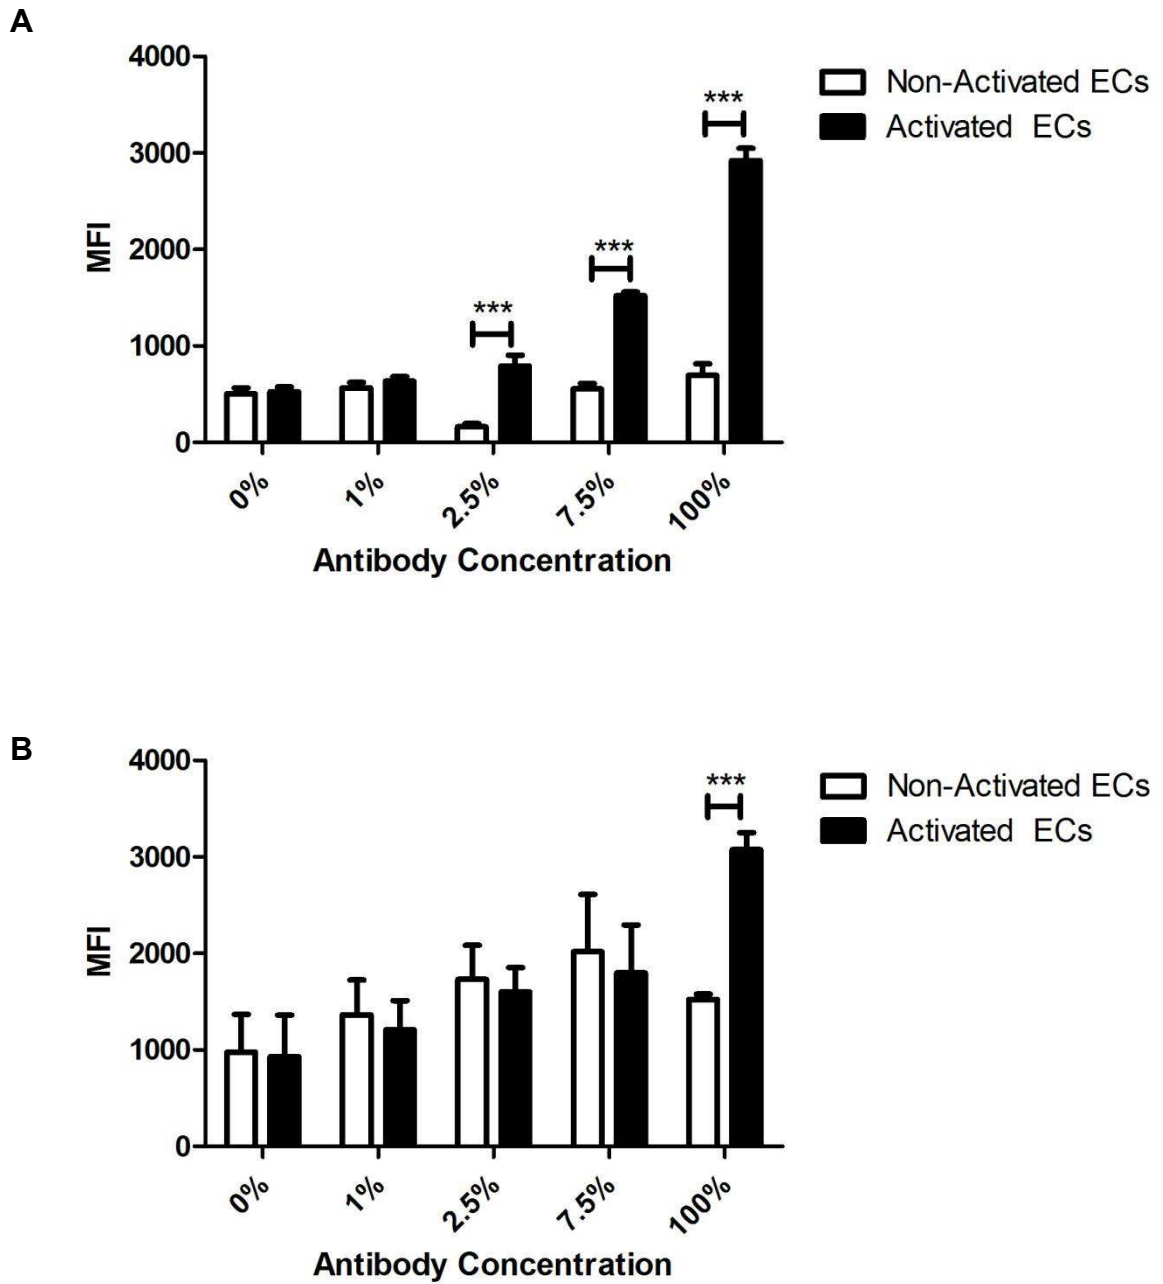 A
4000
3000
2000
1000
0
MFI
***
***
***
Non-Activated ECs
Activated ECs
0%
1%
2.5%
7.5%
100%
Antibody Concentration
B
4000
3000
2000
1000
0
MFI
***
Non-Activated ECs
Activated ECs
0%
1%
2.5%
7.5%
100%
Antibody Concentration